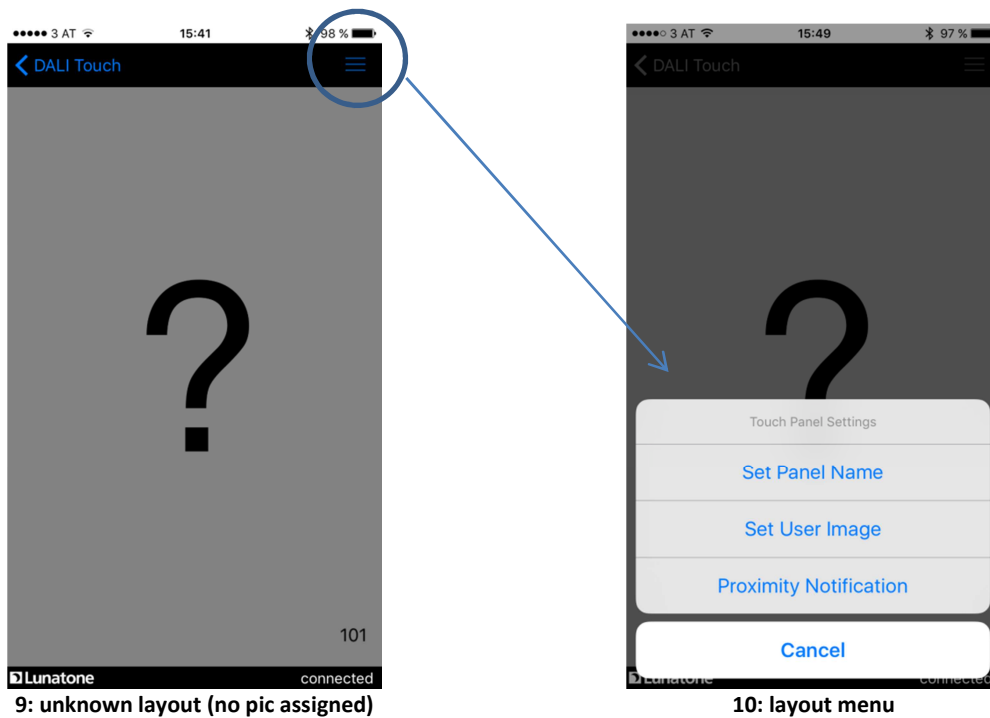 3 AT 15:41 98 %
DALI Touch
?
101
Lunatone connected
9: unknown layout (no pic assigned)
3 AT 15:49 97 %
DALI Touch
?
Touch Panel Settings
Set Panel Name
Set User Image
Proximity Notification
Cancel
Lunatone connected
10: layout menu